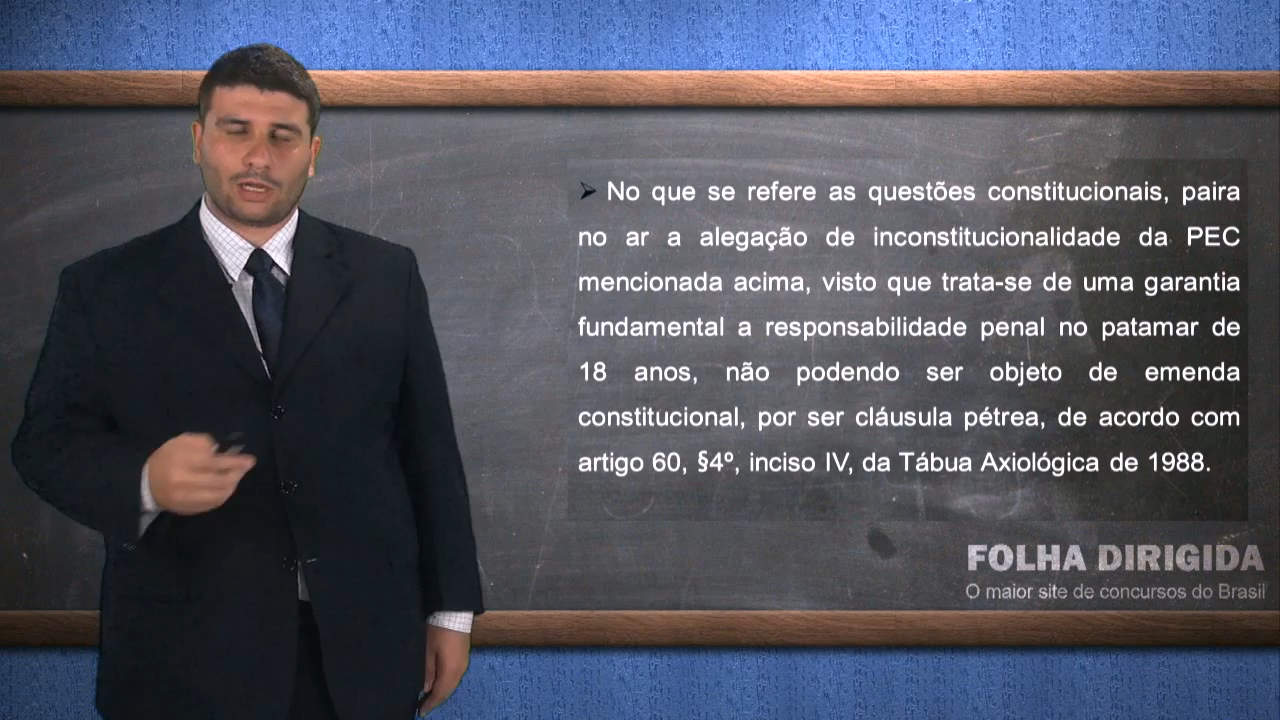 ➢ No que se refere as questões constitucionais, paira
no ar a alegação de inconstitucionalidade da PEC
mencionada acima, visto que trata-se de uma garantia
fundamental a responsabilidade penal no patamar de
18 anos, não podendo ser objeto de emenda
constitucional, por ser cláusula pétrea, de acordo com
artigo 60, §4º, inciso IV, da Tábua Axiológica de 1988.
FOLHA DIRIGIDA
O maior site de concursos do Brasil